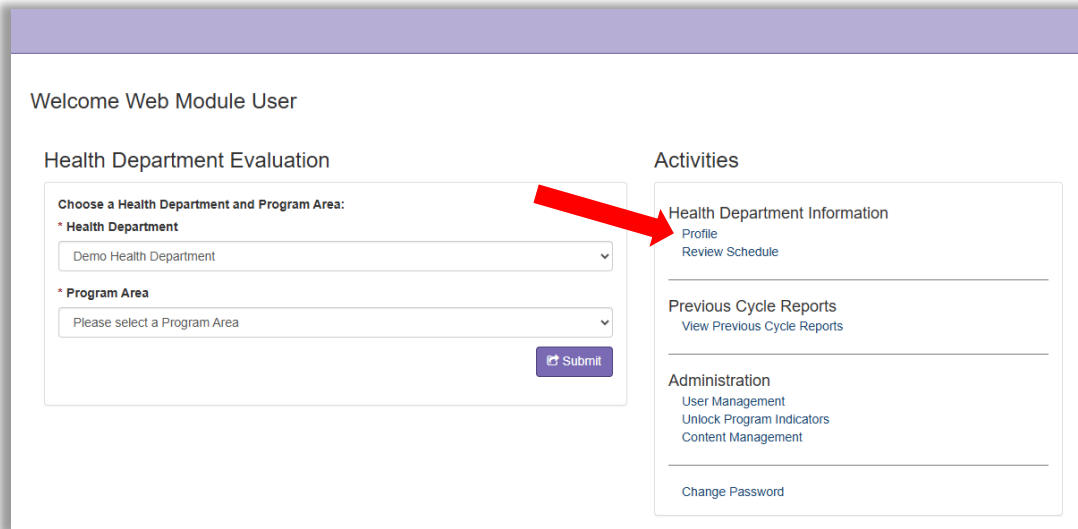 Welcome Web Module User
Health Department Evaluation
Choose a Health Department and Program Area:
* Health Department
Demo Health Department
* Program Area
Please select a Program Area
Submit
Activities
Health Department Information
Profile
Review Schedule
Previous Cycle Reports
View Previous Cycle Reports
Administration
User Management
Unlock Program Indicators
Content Management
Change Password